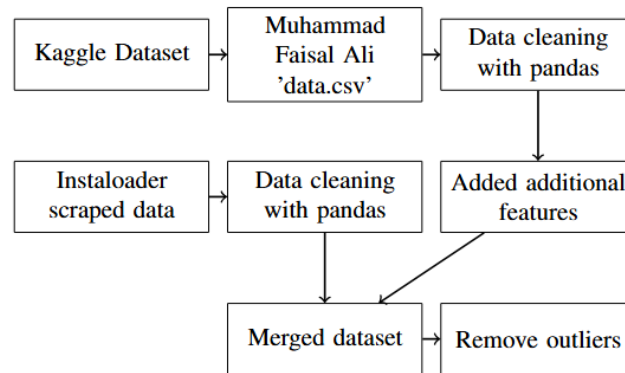 Kaggle Dataset
Muhammad
Faisal Ali
’data.csv’
Data cleaning
with pandas
Instaloader
scraped data
Data cleaning
with pandas
Added additional
features
Merged dataset
Remove outliers